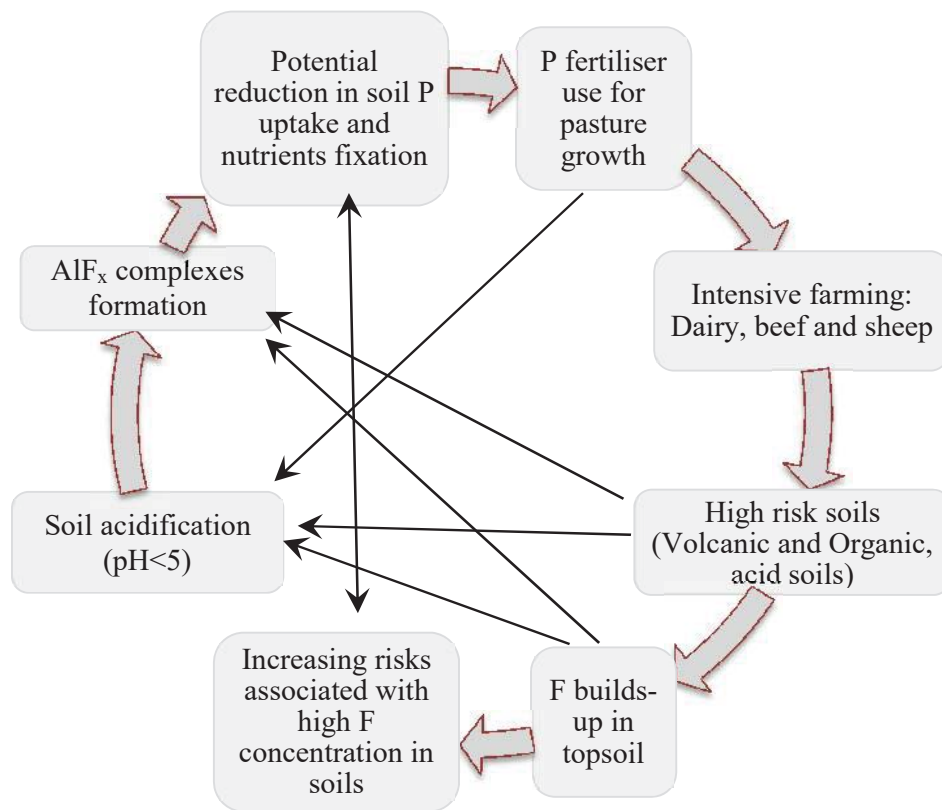 Potential
reduction in soil P
uptake and
nutrients fixation
P fertiliser
use for
pasture
growth
AlFₓ complexes
formation
Intensive farming:
Dairy, beef and sheep
Soil acidification
(pH<5)
High risk soils
(Volcanic and Organic,
acid soils)
Increasing risks
associated with
high F
concentration in
soils
F builds-
up in
topsoil